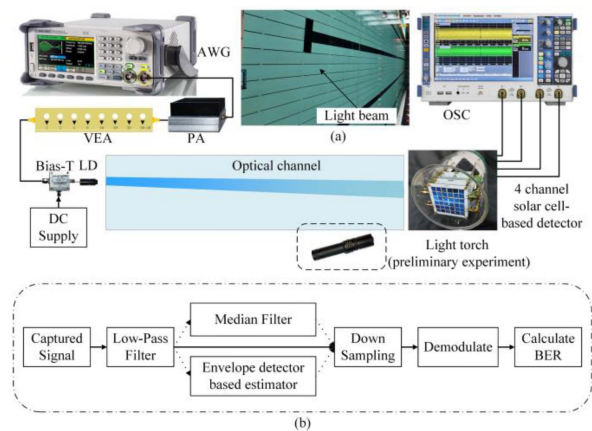 AWG
Light beam
(a)
OSC
VEA
PA
Bias-T LD
Optical channel
DC
Supply
4 channel
solar cell-
based detector
Light torch
(preliminary experiment)
Captured
Signal
Low-Pass
Filter
Median Filter
Envelope detector
based estimator
Down
Sampling
Demodulate
Calculate
BER
(b)